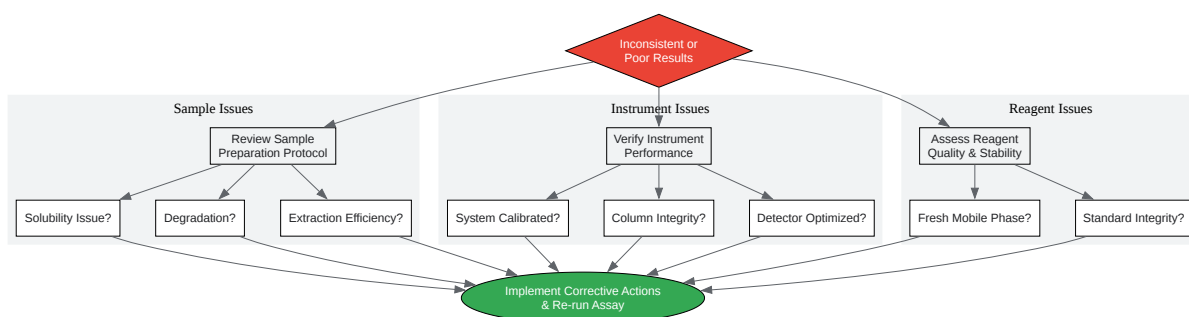 Inconsistent or
Poor Results
Sample Issues
Instrument Issues
Reagent Issues
Review Sample
Preparation Protocol
Verify Instrument
Performance
Assess Reagent
Quality & Stability
Solubility Issue?
Degradation?
Extraction Efficiency?
System Calibrated?
Column Integrity?
Detector Optimized?
Fresh Mobile Phase?
Standard Integrity?
Implement Corrective Actions
& Re-run Assay